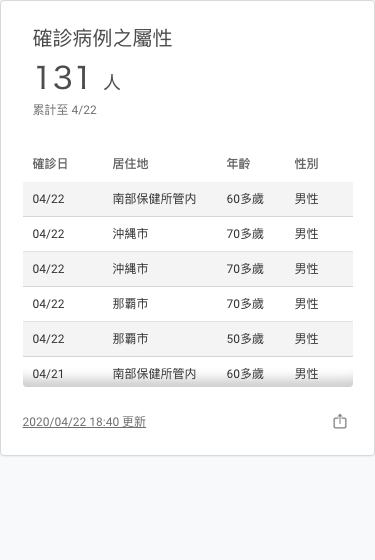 確診病例之屬性
131 人
累計至 4/22
確診日 居住地 年齡 性別
04/22 南部保健所管内 60多歲 男性
04/22 沖縄市 70多歲 男性
04/22 沖縄市 70多歲 男性
04/22 那覇市 70多歲 男性
04/22 那覇市 50多歲 男性
04/21 南部保健所管内 60多歲 男性
2020/04/22 18:40 更新